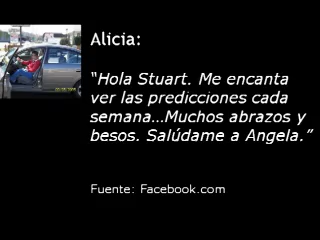 Alicia:
“Hola Stuart. Me encanta
ver las predicciones cada
semana…Muchos abrazos y
besos. Salúdame a Angela.”
Fuente: Facebook.com